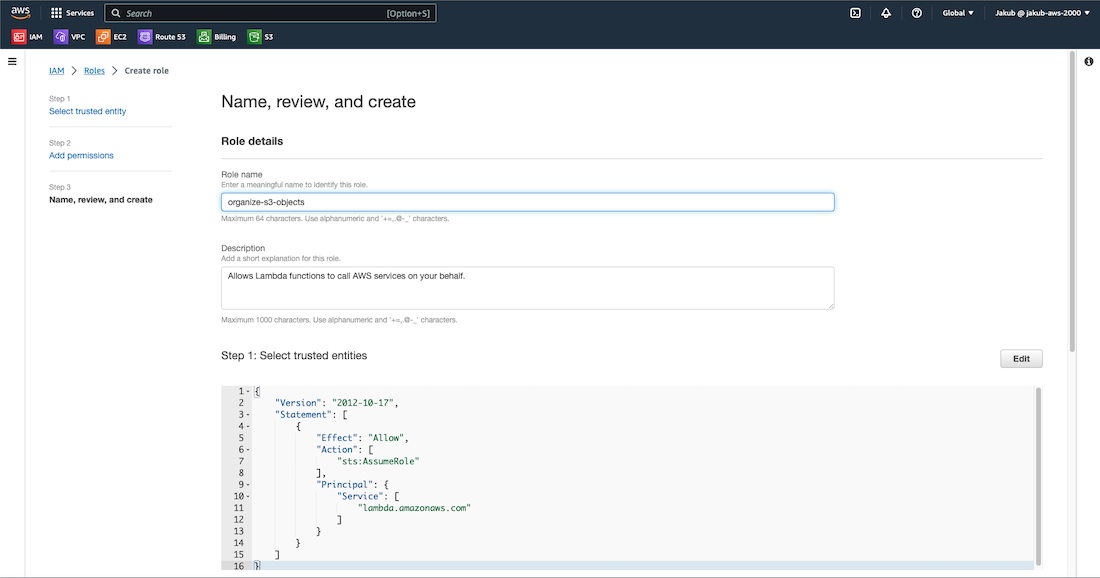 aws
Services
Search
[Option+S]
Global
Jakub @ jakub-aws-2000
IAM
VPC
EC2
Route 53
Billing
S3
IAM > Roles > Create role
Step 1
Select trusted entity
Step 2
Add permissions
Step 3
Name, review, and create
Name, review, and create
Role details
Role name
Enter a meaningful name to identify this role.
organize-s3-objects
Maximum 64 characters. Use alphanumeric and '+=,.@-_' characters.
Description
Add a short explanation for this role.
Allows Lambda functions to call AWS services on your behalf.
Maximum 1000 characters. Use alphanumeric and '+=,.@-_' characters.
Step 1: Select trusted entities
Edit
1 {
2     "Version": "2012-10-17",
3     "Statement": [
4         {
5             "Effect": "Allow",
6             "Action": [
7                 "sts:AssumeRole"
8             ],
9             "Principal": {
10                 "Service": [
11                     "lambda.amazonaws.com"
12                 ]
13             }
14         }
15     ]
16 }